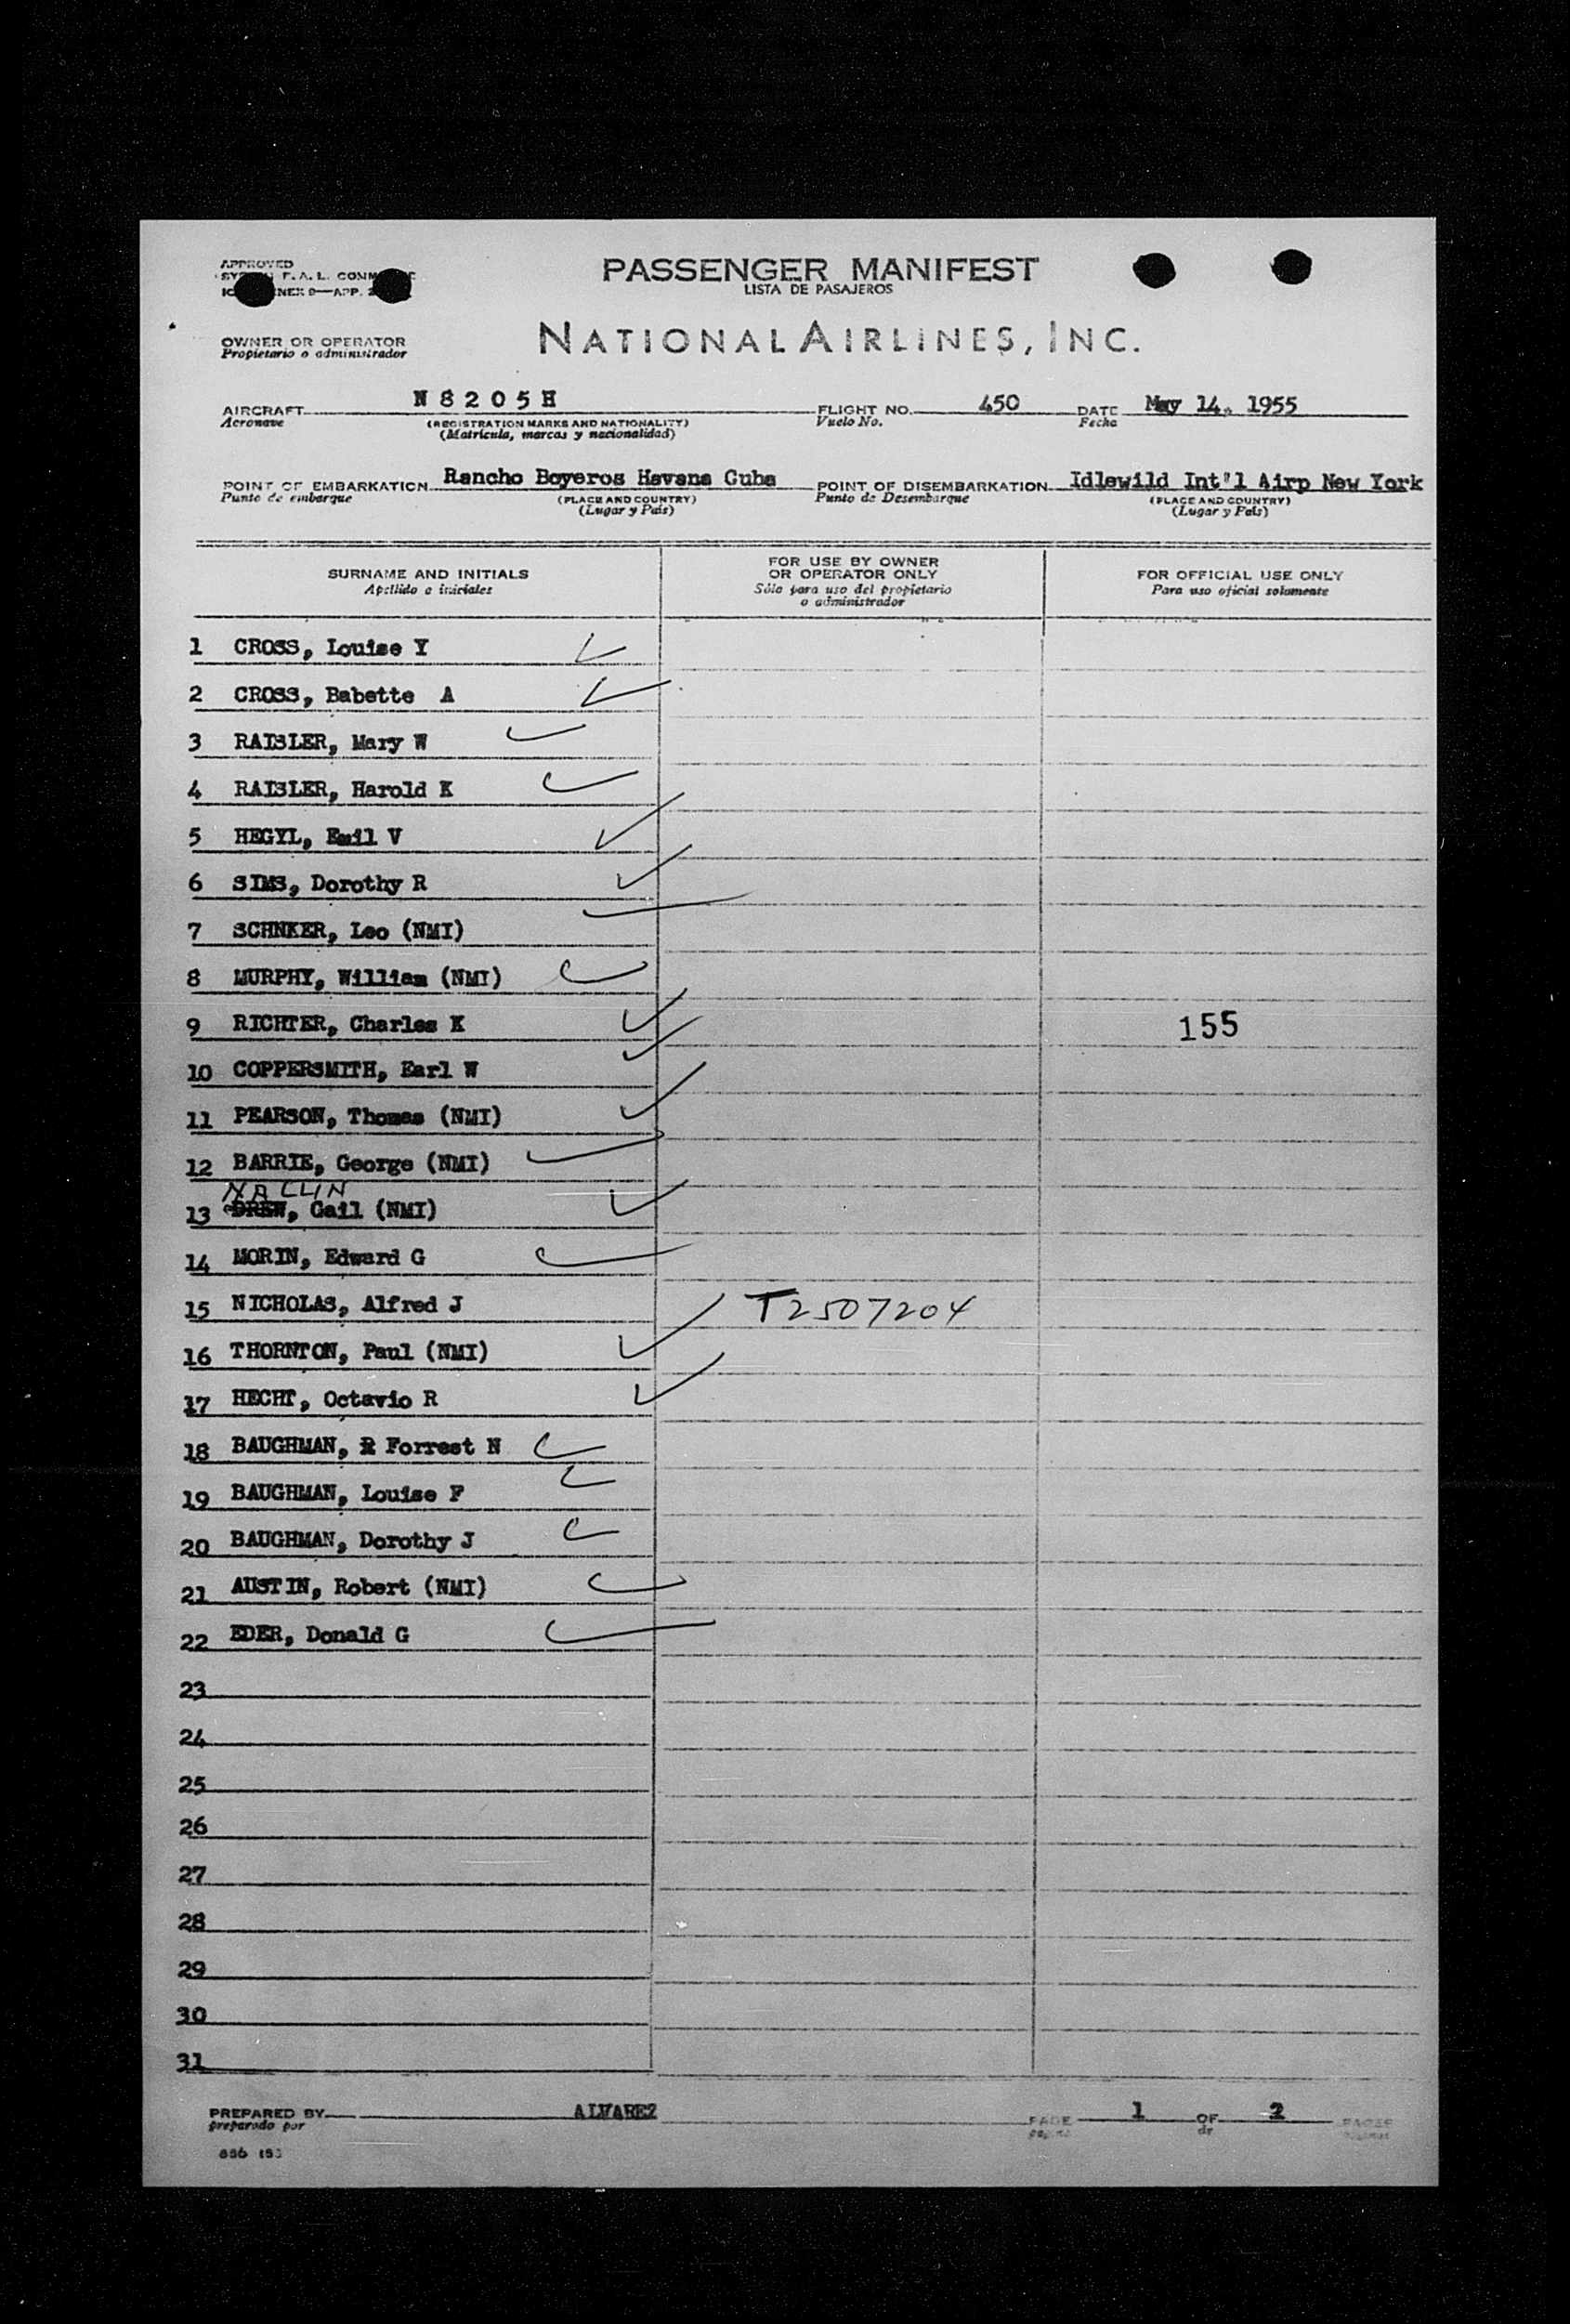 APPROVED
F. A. L.
PASSENGER MANIFEST
LISTA DE PASAJEROS
OWNER OR OPERATOR
Propietario o administrador
NATIONAL AIRLINES, INC.
AIRCRAFT N 8 2 0 5 H FLIGHT NO. 450 DATE May 14, 1955
Aeronave (REGISTRATION MARKS AND NATIONALITY) Vuelo No. Fecha
(Matricula, marcas y nacionalidad)
POINT OF EMBARKATION Rancho Boyeros Havana Cuba POINT OF DISEMBARKATION Idlewild Int'l Airp New York
Punto de embarque (PLACE AND COUNTRY) Punto de Desembarque (PLACE AND COUNTRY)
(Lugar y País) (Lugar y País)
SURNAME AND INITIALS
Apellido e iniciales
FOR USE BY OWNER
OR OPERATOR ONLY
Sólo para uso del propietario
o administrador
FOR OFFICIAL USE ONLY
Para uso oficial solamente
1 CROSS, Louise Y
2 CROSS, Babette A
3 RAISLER, Mary W
4 RAISLER, Harold K
5 HEGYL, Emil V
6 SIMS, Dorothy R
7 SCHNKER, Leo (NMI)
8 MURPHY, William (NMI)
9 RICHTER, Charles K 155
10 COPPERSMITH, Earl W
11 PEARSON, Thomas (NMI)
12 BARRIE, George (NMI)
NACLIN
13 DREW, Gail (NMI)
14 MORIN, Edward G
15 NICHOLAS, Alfred J T2507204
16 THORNTON, Paul (NMI)
17 HECHT, Octavio R
18 BAUGHMAN, R Forrest N
19 BAUGHMAN, Louise F
20 BAUGHMAN, Dorothy J
21 AUSTIN, Robert (NMI)
22 EDER, Donald G
23
24
25
26
27
28
29
30
31
PREPARED BY ALVAREZ PAGE 1 OF 2 PAGES
preparado por de